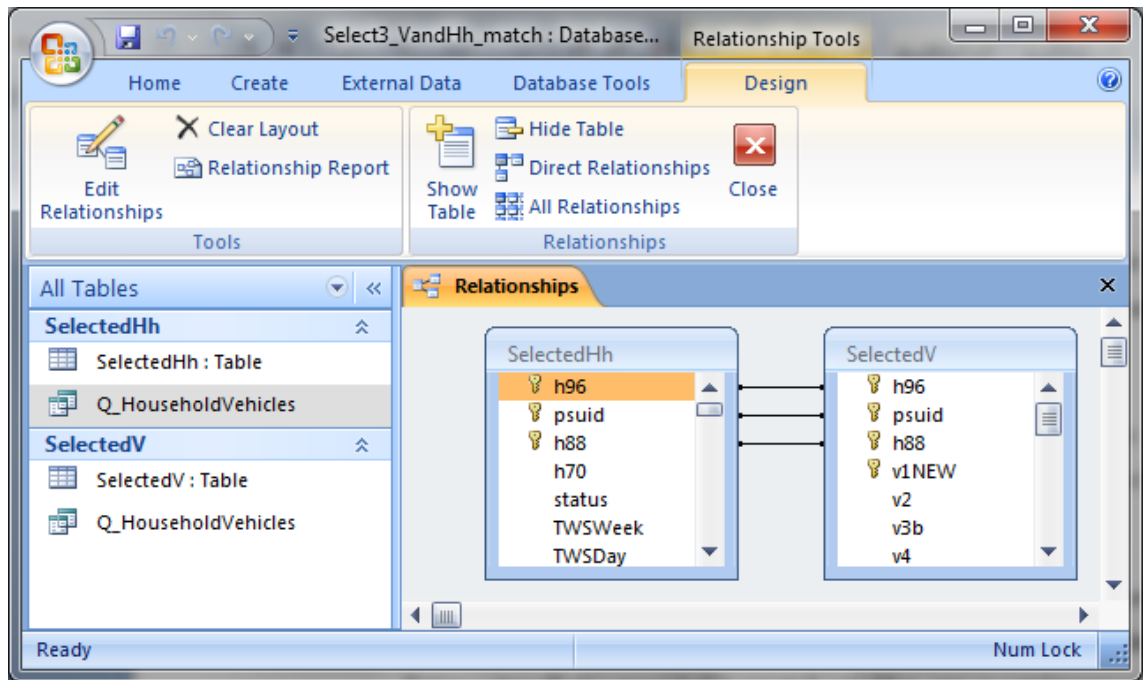 Select3_VandHh_match : Database...
Relationship Tools
Home
Create
External Data
Database Tools
Design
Edit Relationships
Clear Layout
Relationship Report
Tools
Show Table
Hide Table
Direct Relationships
All Relationships
Close
Relationships
All Tables
SelectedHh
SelectedHh : Table
Q_HouseholdVehicles
SelectedV
SelectedV : Table
Q_HouseholdVehicles
Relationships
SelectedHh
h96
psuid
h88
h70
status
TWSWeek
TWSDay
SelectedV
h96
psuid
h88
v1NEW
v2
v3b
v4
Ready
Num Lock